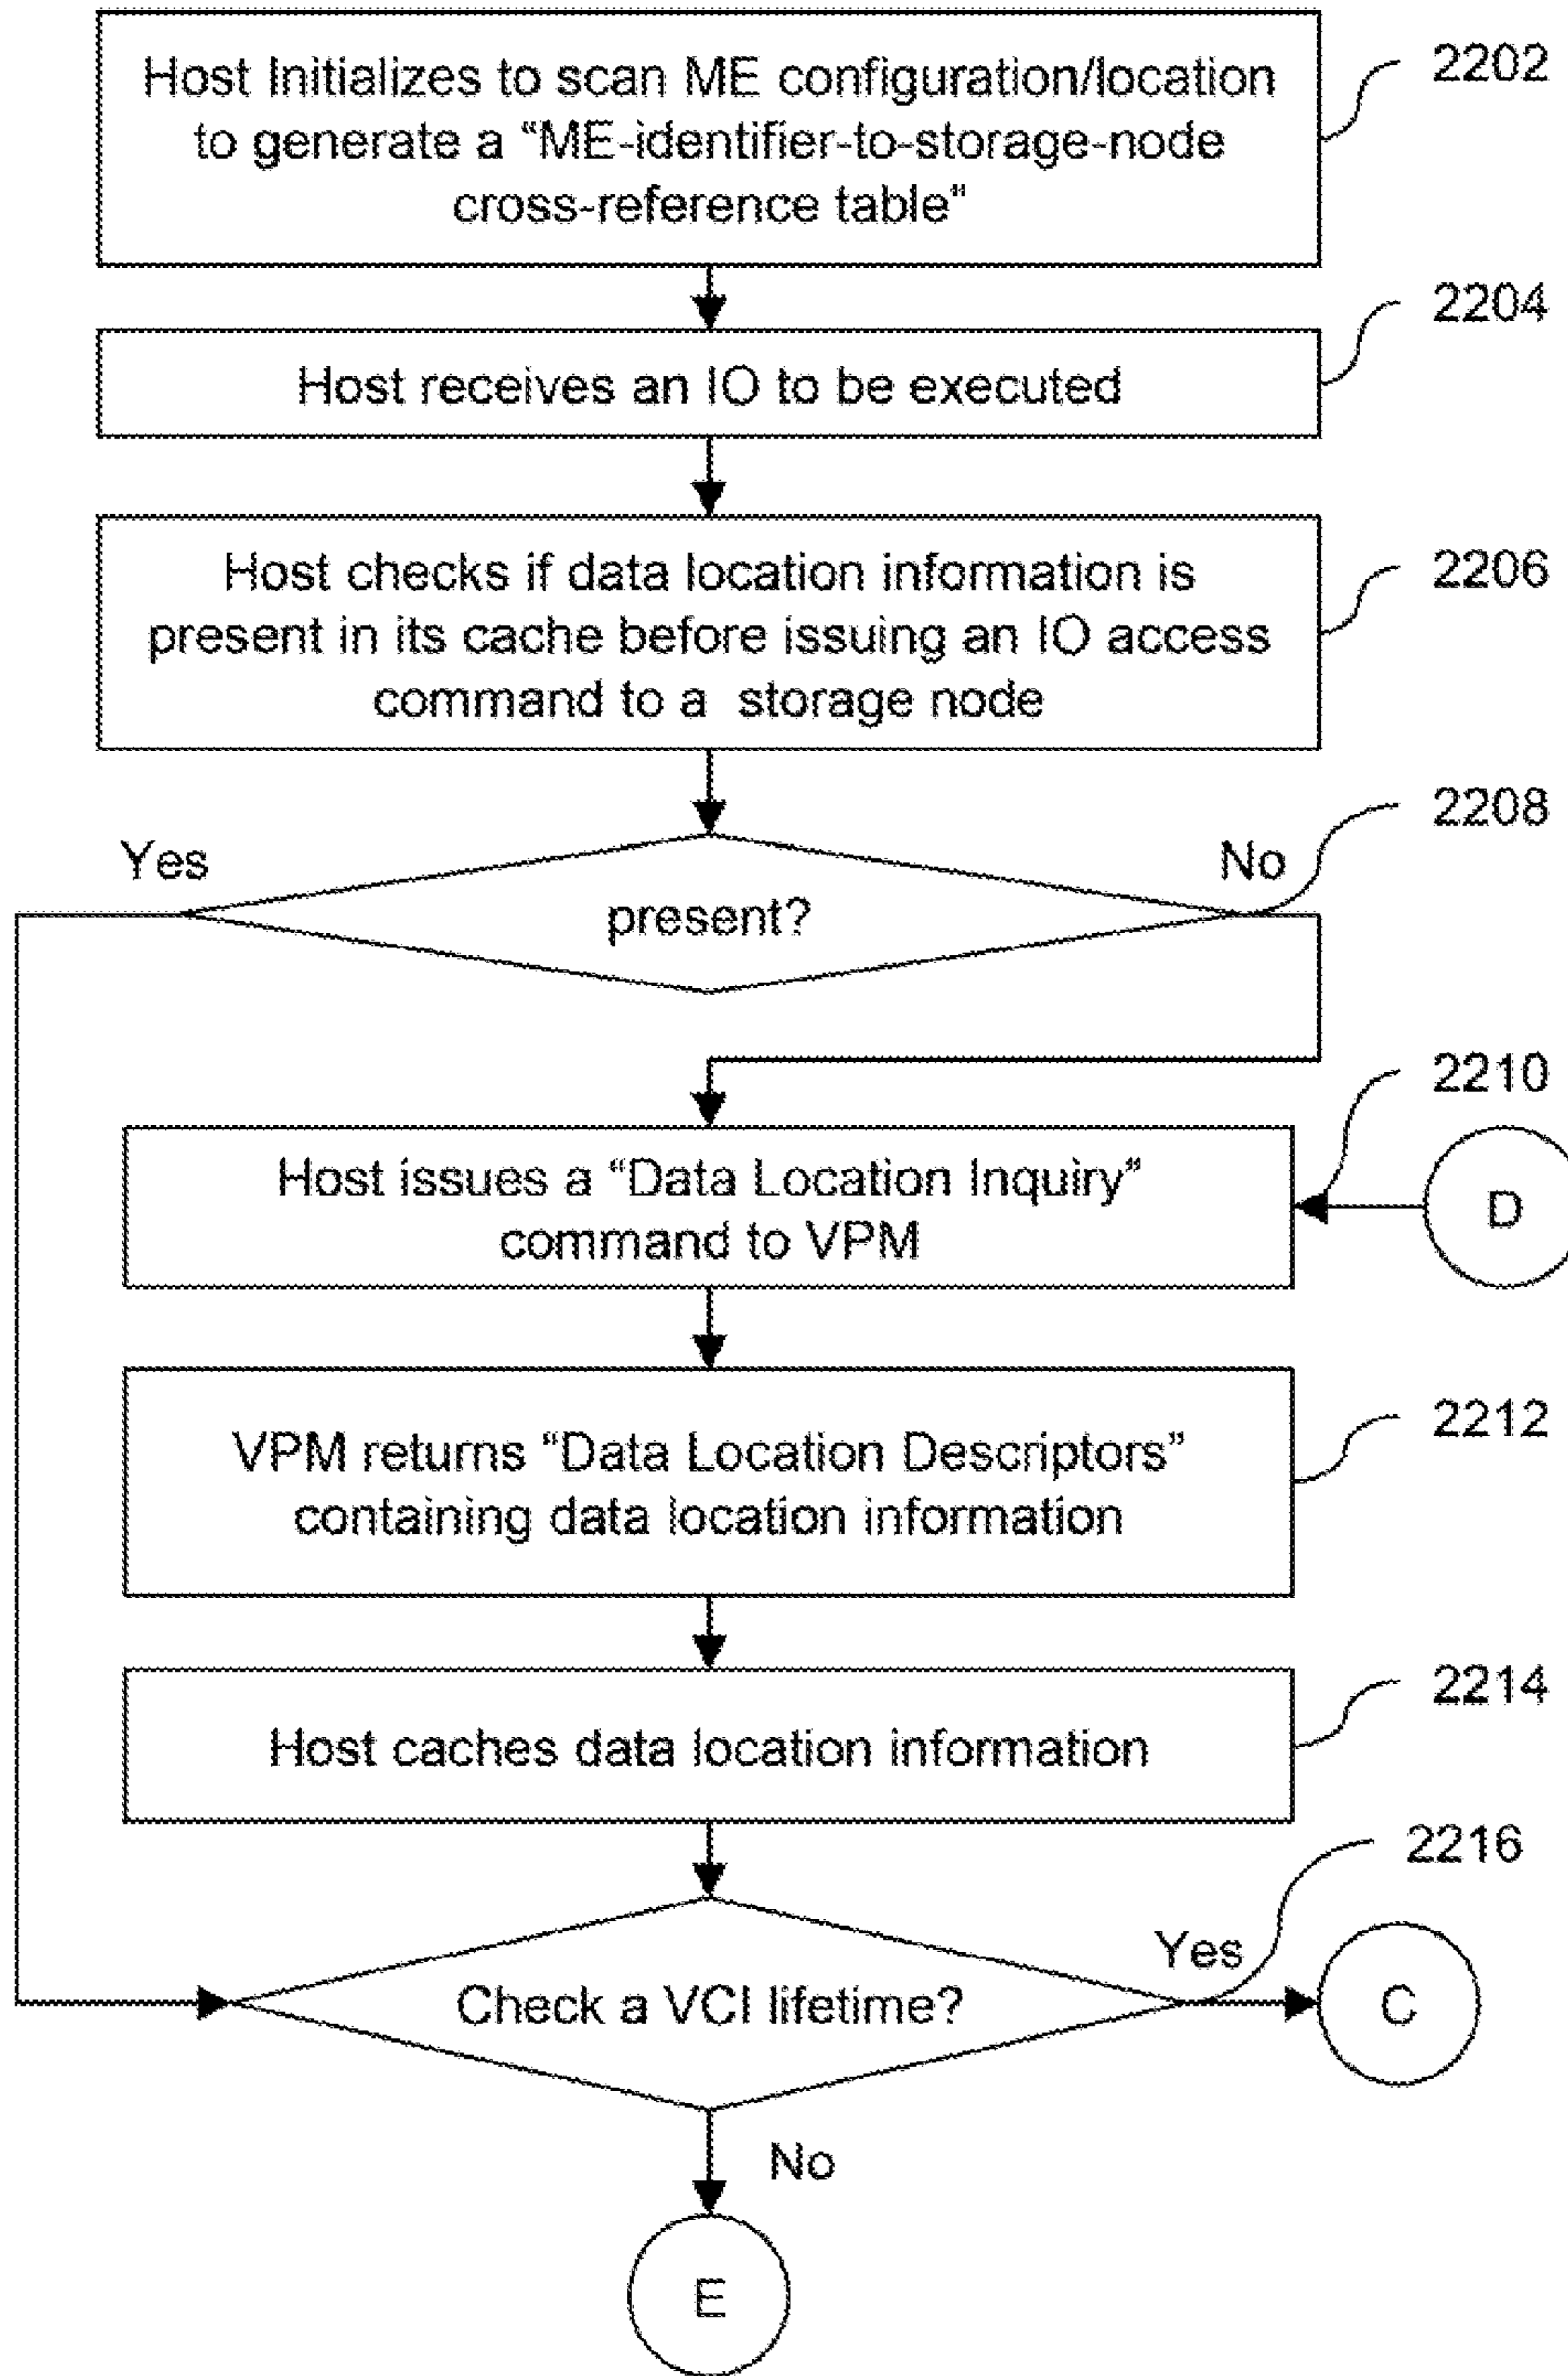 Host Initializes to scan ME configuration/location
to generate a “ME-identifier-to-storage-node
cross-reference table”
2202
2204
Host receives an IO to be executed
Host checks if data location information is
present in its cache before issuing an IO access
command to a storage node
2206
2208
Yes
No
present?
2210
Host issues a “Data Location Inquiry”
command to VPM
D
VPM returns “Data Location Descriptors”
containing data location information
2212
2214
Host caches data location information
2216
Yes
Check a VCI lifetime?
C
No
E